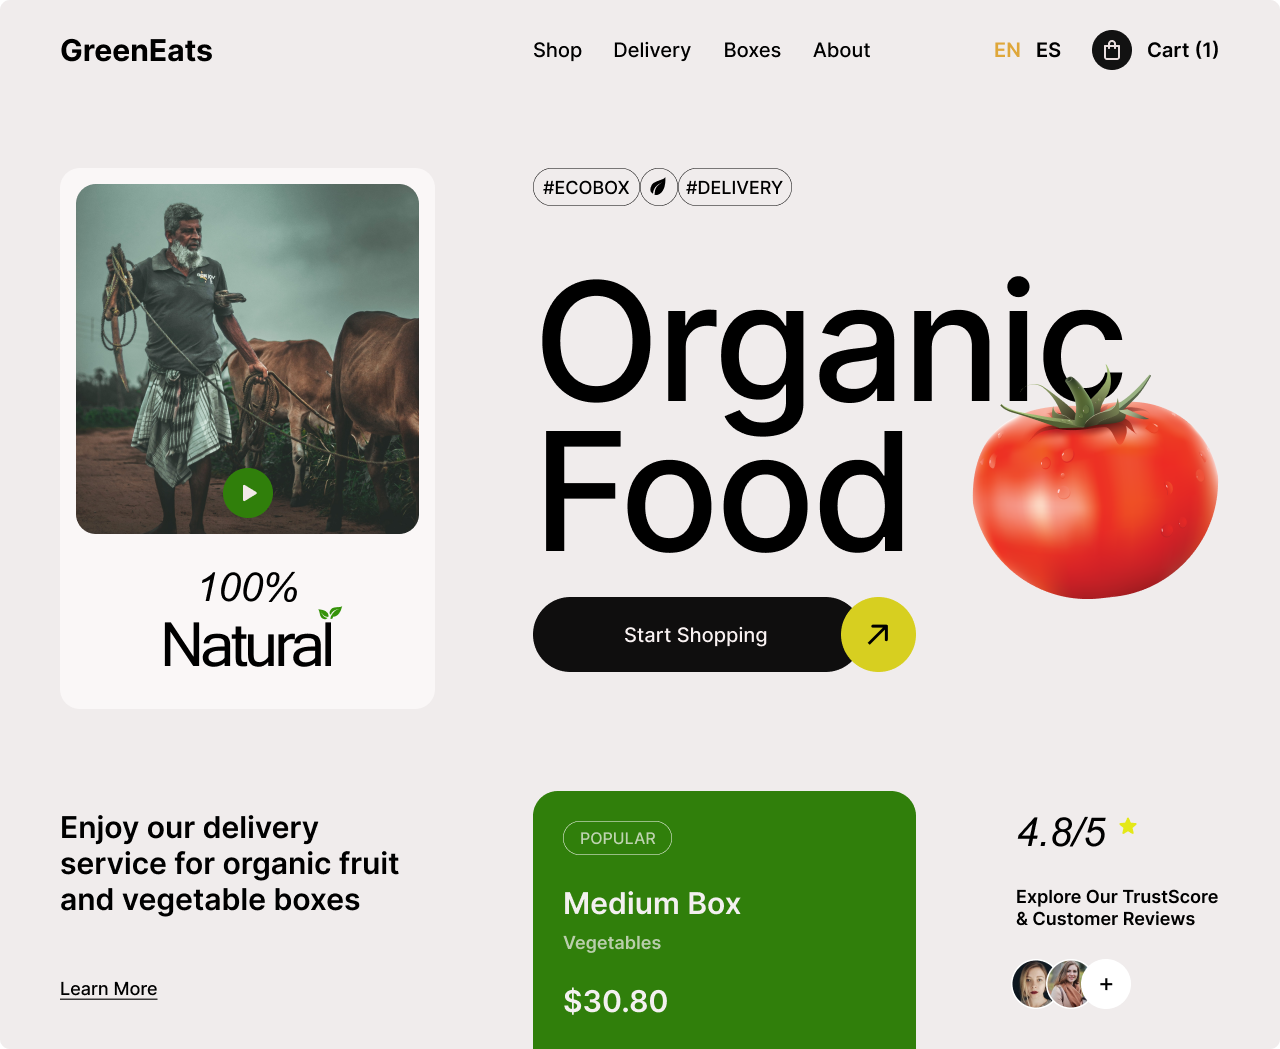 GreenEats
Shop Delivery Boxes About
EN ES
Cart (1)
#ECOBOX
#DELIVERY
Organic
Food
Start Shopping
100%
Natural
Enjoy our delivery
service for organic fruit
and vegetable boxes
Learn More
POPULAR
Medium Box
Vegetables
$30.80
4.8/5
Explore Our TrustScore
& Customer Reviews
+